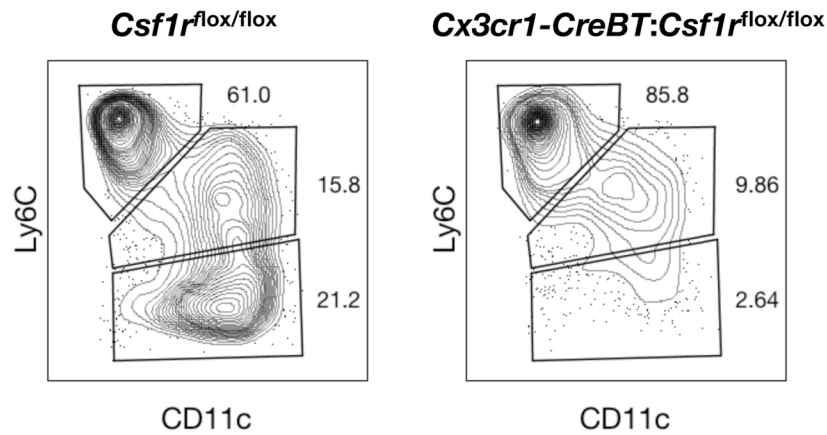 Csf1rflox/flox
Cx3cr1-CreBT:Csf1rflox/flox
61.0
15.8
21.2
Ly6C
CD11c
85.8
9.86
2.64
Ly6C
CD11c